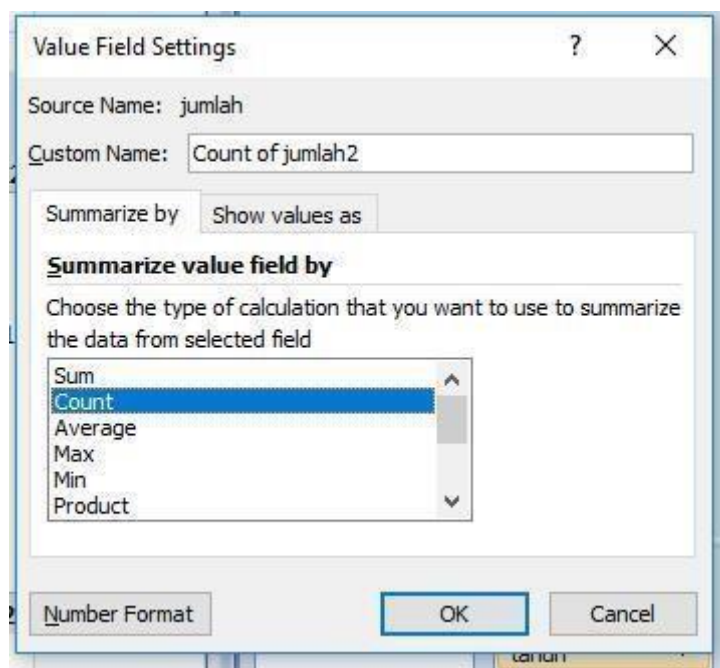 Value Field Settings ? X
Source Name: jumlah
Custom Name: Count of jumlah2
Summarize by Show values as
Summarize value field by
Choose the type of calculation that you want to use to summarize
the data from selected field
Sum
Count
Average
Max
Min
Product
Number Format OK Cancel
tahun